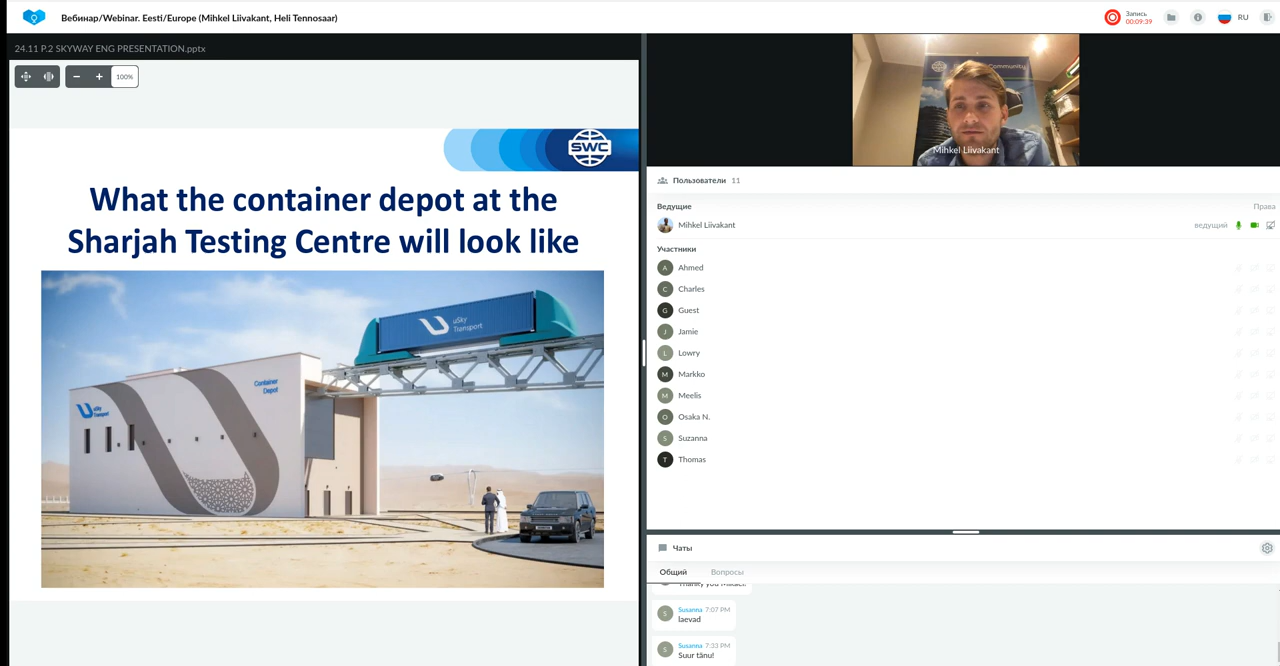 Вебинар/Webinar. Eesti/Europe (Mihkel Liivakant, Heli Tennosaar)
Запись
00:09:39
RU
24.11 P.2 SKYWAY ENG PRESENTATION.pptx
100%
SWC
What the container depot at the
Sharjah Testing Centre will look like
uSky
Transport
Container
Depot
uSky
Transport
Community
Mihkel Liivakant
Пользователи 11
Ведущие
Права
Mihkel Liivakant
ведущий
Участники
A Ahmed
C Charles
G Guest
J Jamie
L Lowry
M Markko
M Meelis
O Osaka N.
S Suzanna
T Thomas
Чаты
Общий
Вопросы
S
Susanna 7:07 PM
laevad
S
Susanna 7:33 PM
Suur tänu!